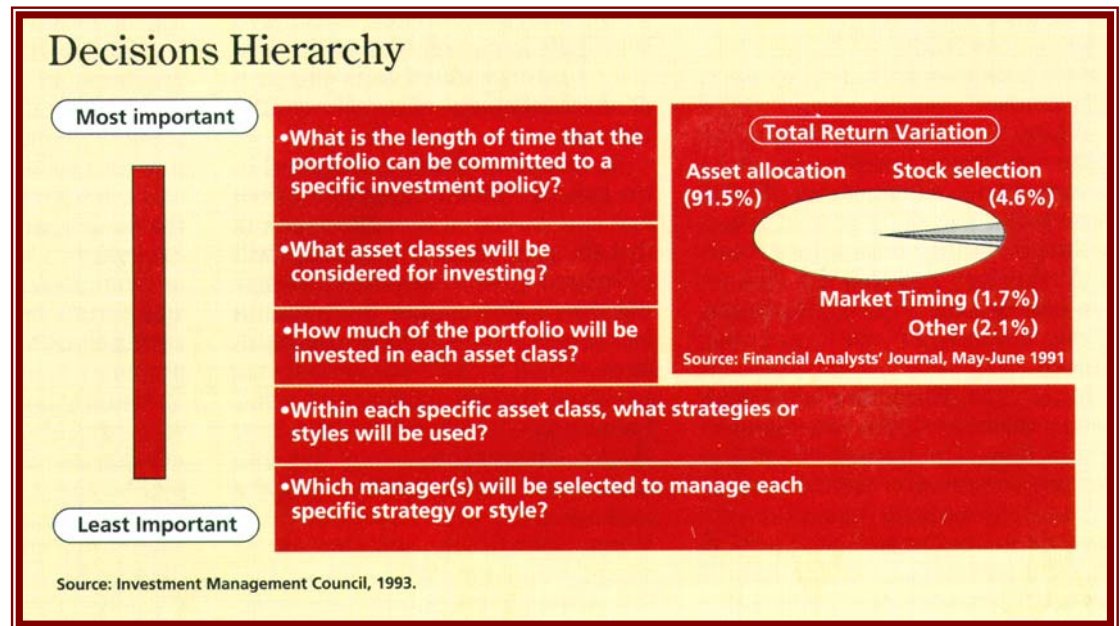 Decisions Hierarchy
Most important
•What is the length of time that the
portfolio can be committed to a
specific investment policy?
•What asset classes will be
considered for investing?
•How much of the portfolio will be
invested in each asset class?
•Within each specific asset class, what strategies or
styles will be used?
•Which manager(s) will be selected to manage each
specific strategy or style?
Least Important
Total Return Variation
Asset allocation
(91.5%)
Stock selection
(4.6%)
Market Timing (1.7%)
Other (2.1%)
Source: Financial Analysts' Journal, May-June 1991
Source: Investment Management Council, 1993.